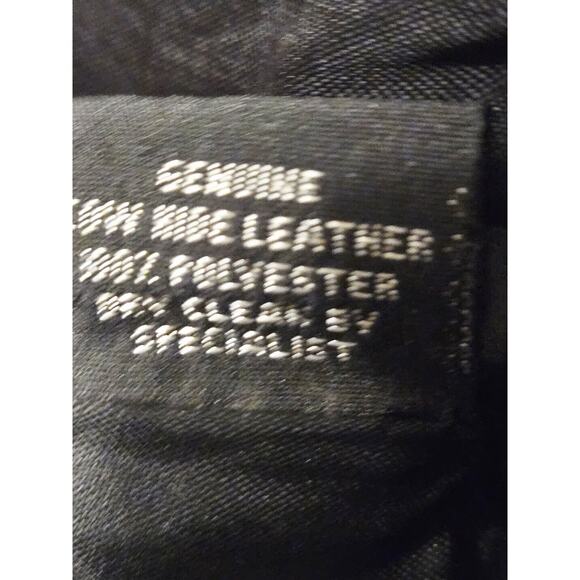 GENUINE
COW HIDE LEATHER
100% POLYESTER
DRY CLEAN BY
SPECIALIST